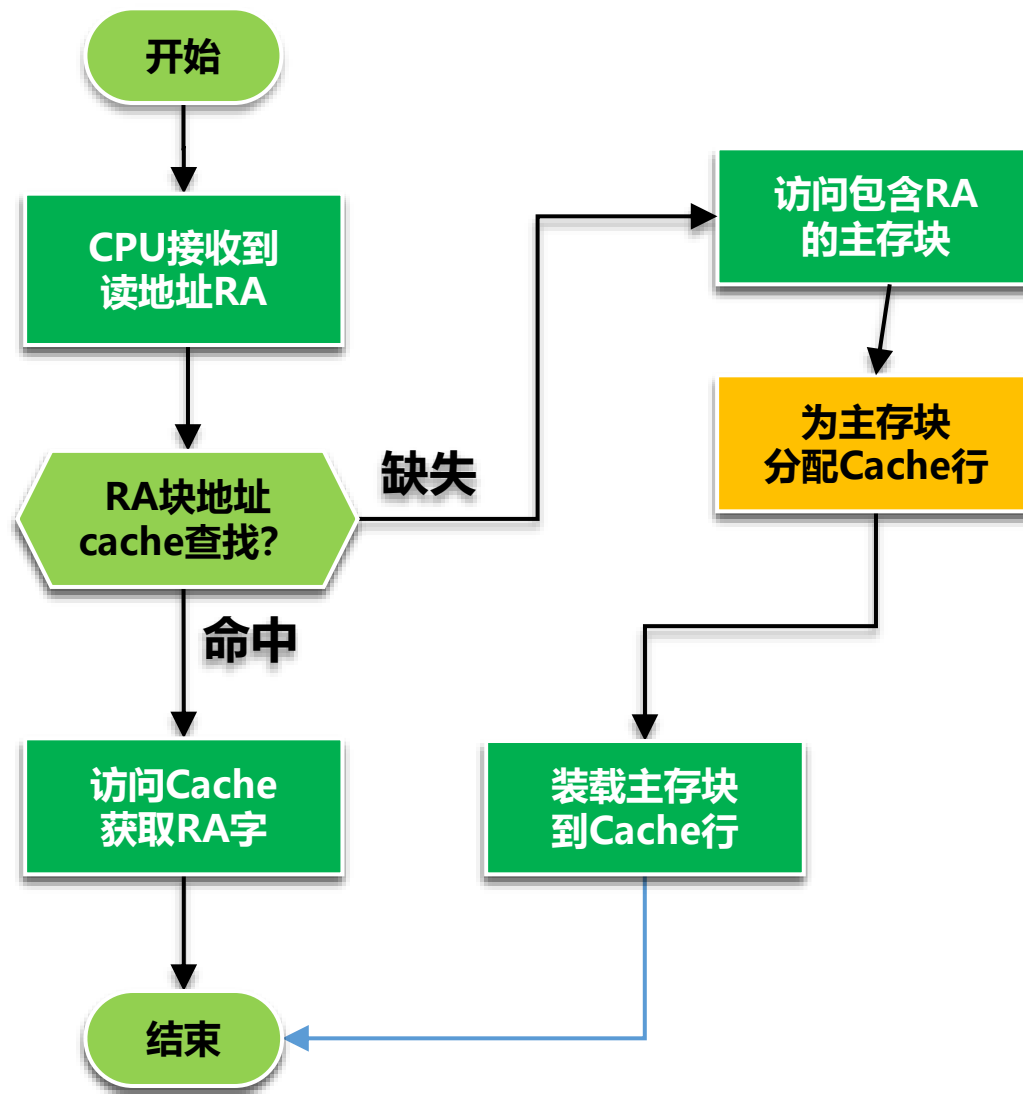 开始
CPU接收到
读地址RA
RA块地址
cache查找?
缺失
命中
访问Cache
获取RA字
结束
访问包含RA
的主存块
为主存块
分配Cache行
装载主存块
到Cache行